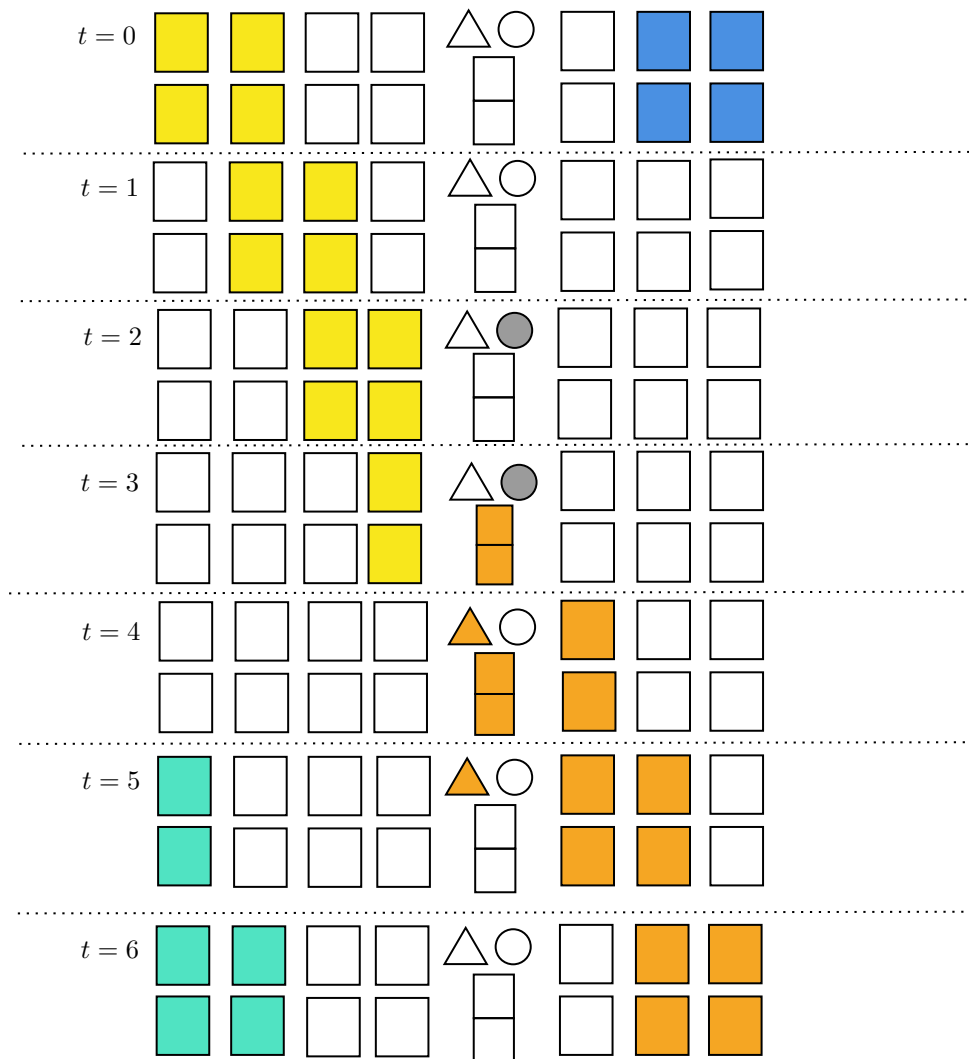 t = 0
t = 1
t = 2
t = 3
t = 4
t = 5
t = 6